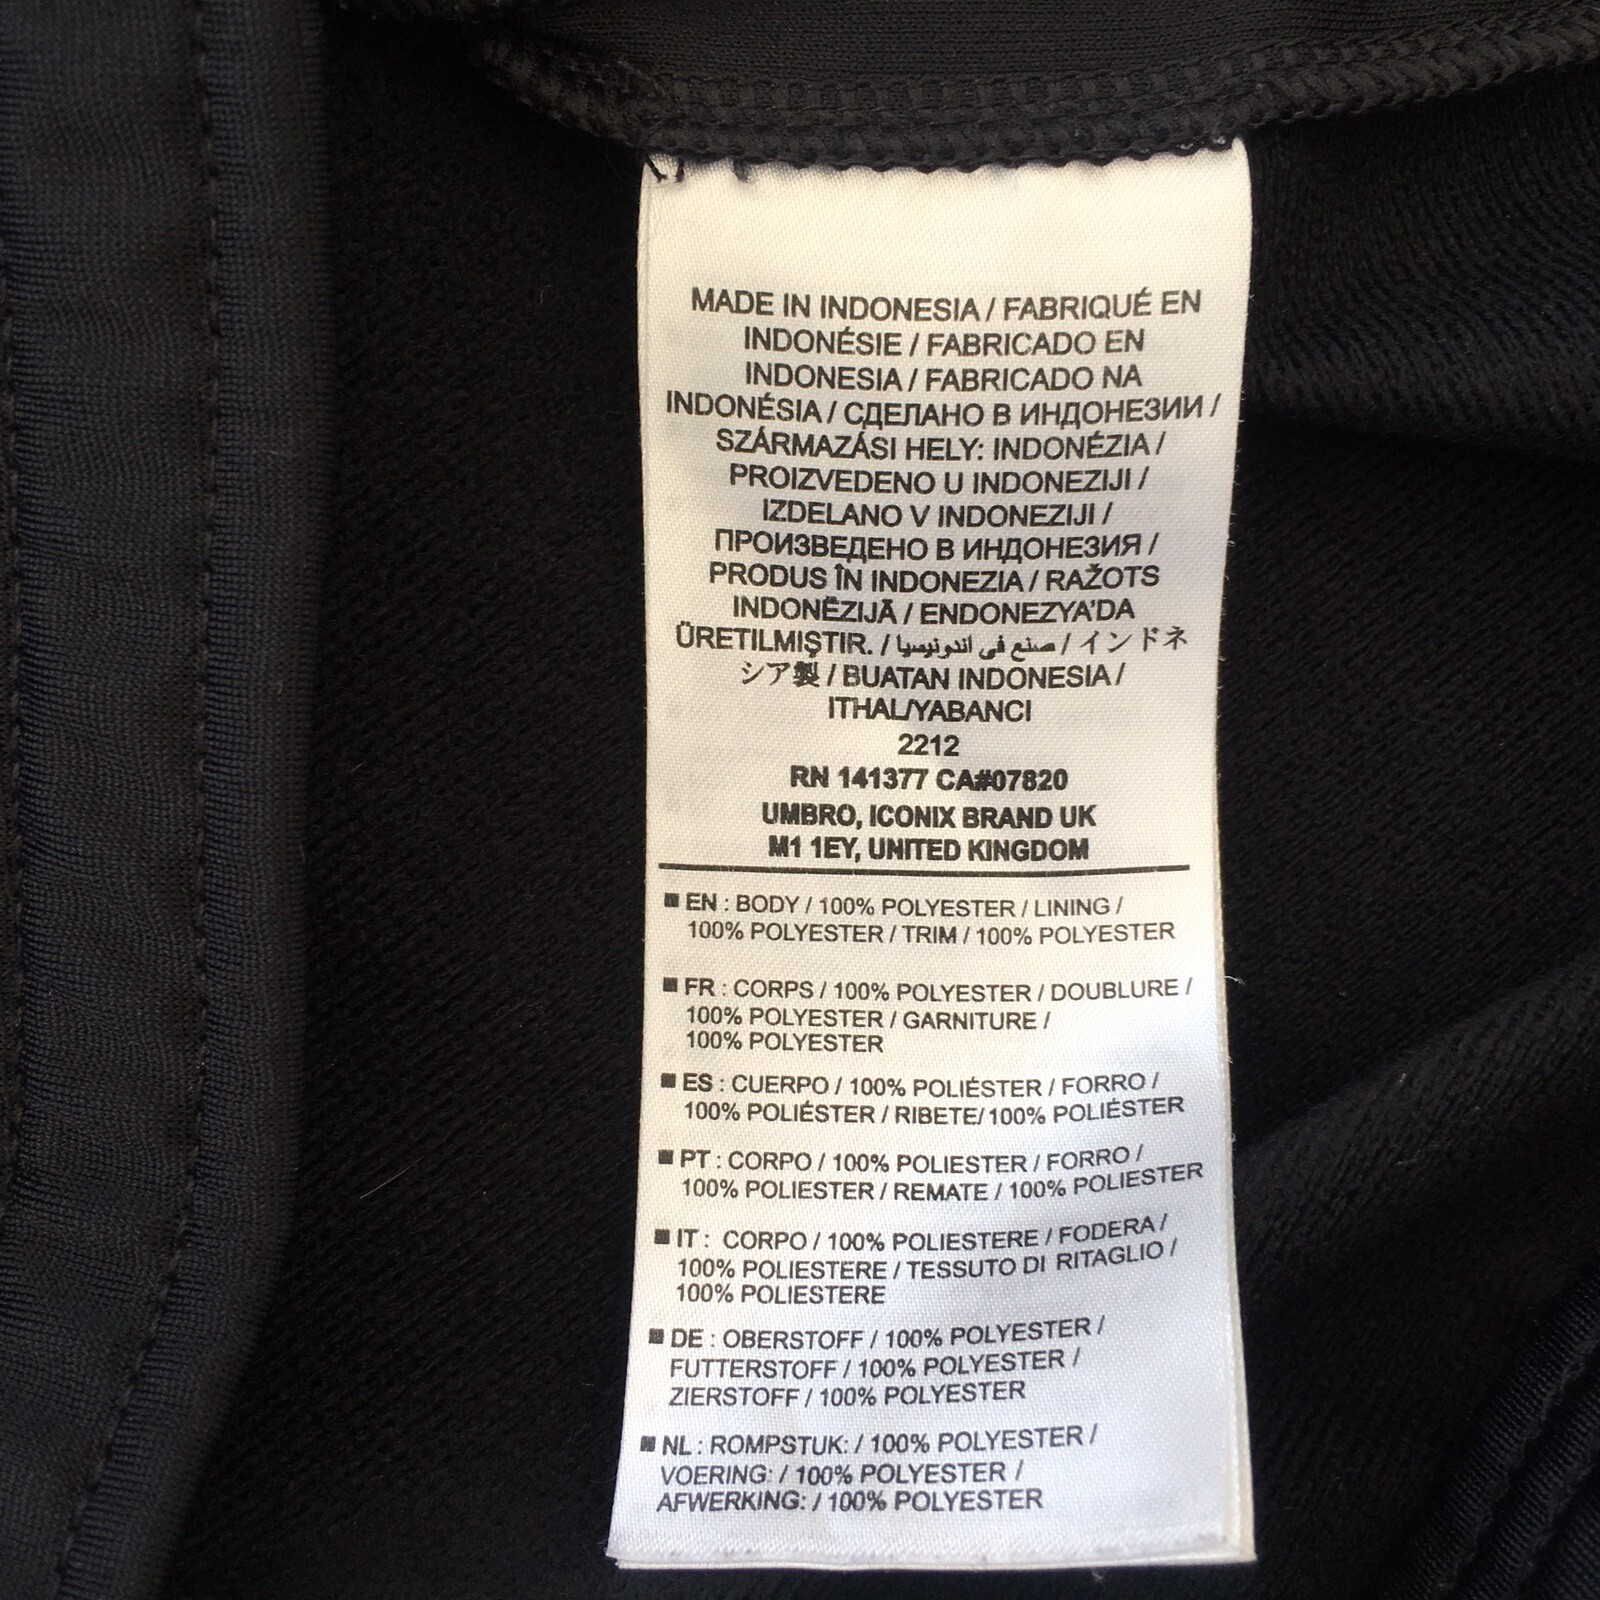 MADE IN INDONESIA / FABRIQUÉ EN
INDONÉSIE / FABRICADO EN
INDONESIA / FABRICADO NA
INDONÉSIA / СДЕЛАНО В ИНДОНЕЗИИ /
SZÁRMAZÁSI HELY: INDONÉZIA /
PROIZVEDENO U INDONEZIJI /
IZDELANO V INDONEZIJI /
ПРОИЗВЕДЕНО В ИНДОНЕЗИЯ /
PRODUS ÎN INDONEZIA / RAŽOTS
INDONĒZIJĀ / ENDONEZYA'DA
ÜRETILMIŞTIR. / صنع في اندونيسيا / インドネ
シア製 / BUATAN INDONESIA /
ITHAL/YABANCI
2212
RN 141377 CA#07820
UMBRO, ICONIX BRAND UK
M1 1EY, UNITED KINGDOM
■ EN : BODY / 100% POLYESTER / LINING /
100% POLYESTER / TRIM / 100% POLYESTER
■ FR : CORPS / 100% POLYESTER / DOUBLURE /
100% POLYESTER / GARNITURE /
100% POLYESTER
■ ES : CUERPO / 100% POLIÉSTER / FORRO /
100% POLIÉSTER / RIBETE/ 100% POLIÉSTER
■ PT : CORPO / 100% POLIESTER / FORRO /
100% POLIESTER / REMATE / 100% POLIESTER
■ IT : CORPO / 100% POLIESTERE / FODERA /
100% POLIESTERE / TESSUTO DI RITAGLIO /
100% POLIESTERE
■ DE : OBERSTOFF / 100% POLYESTER /
FUTTERSTOFF / 100% POLYESTER /
ZIERSTOFF / 100% POLYESTER
■ NL : ROMPSTUK: / 100% POLYESTER /
VOERING: / 100% POLYESTER /
AFWERKING: / 100% POLYESTER